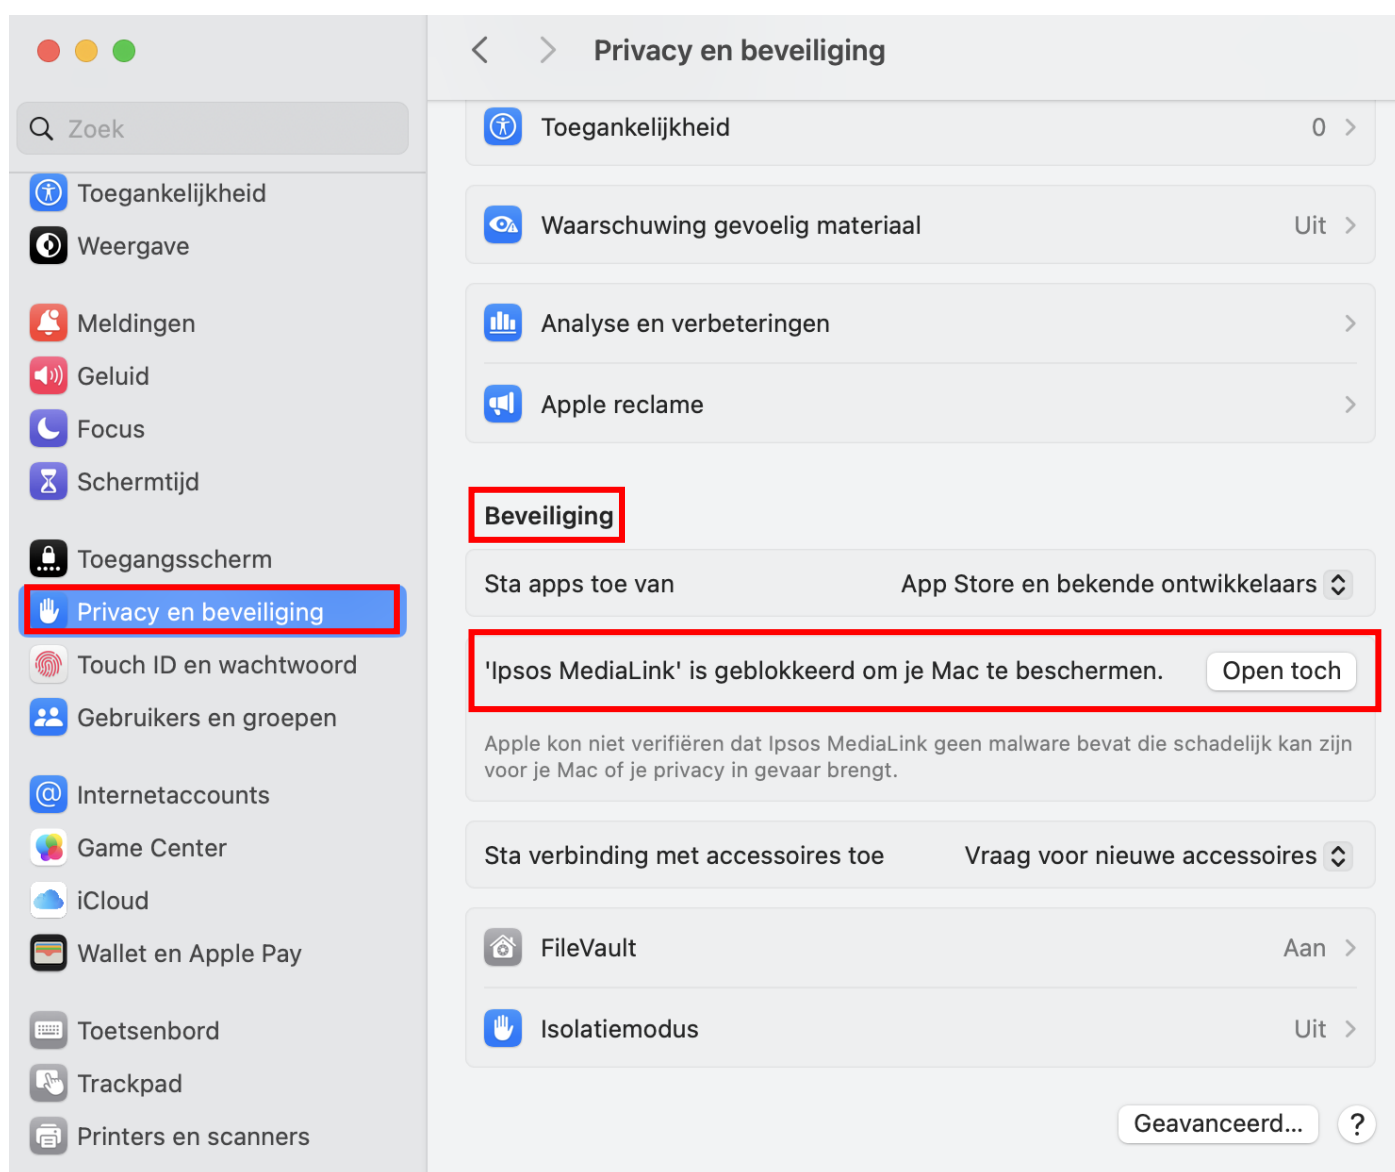 Privacy en beveiliging
Zoek
Toegankelijkheid
Weergave
Meldingen
Geluid
Focus
Schermtijd
Toegangsscherm
Privacy en beveiliging
Touch ID en wachtwoord
Gebruikers en groepen
Internetaccounts
Game Center
iCloud
Wallet en Apple Pay
Toetsenbord
Trackpad
Printers en scanners
Toegankelijkheid 0
Waarschuwing gevoelig materiaal Uit
Analyse en verbeteringen
Apple reclame
Beveiliging
Sta apps toe van App Store en bekende ontwikkelaars
'Ipsos MediaLink' is geblokkeerd om je Mac te beschermen. Open toch
Apple kon niet verifiëren dat Ipsos MediaLink geen malware bevat die schadelijk kan zijn
voor je Mac of je privacy in gevaar brengt.
Sta verbinding met accessoires toe Vraag voor nieuwe accessoires
FileVault Aan
Isolatiemodus Uit
Geavanceerd... ?